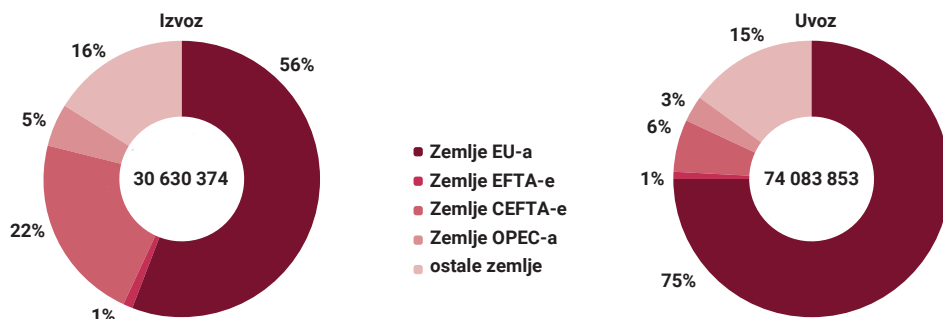 Izvoz
16%
56%
5%
30 630 374
22%
1%
Zemlje EU-a
Zemlje EFTA-e
Zemlje CEFTA-e
Zemlje OPEC-a
ostale zemlje
Uvoz
15%
3%
6%
1%
74 083 853
75%